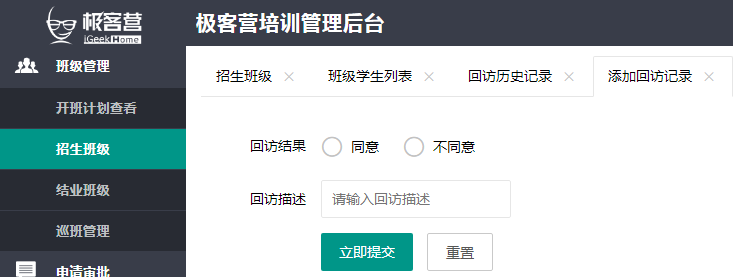 极客营
iGeekHome
极客营培训管理后台
班级管理
开班计划查看
招生班级
结业班级
巡班管理
申请审批
招生班级 班级学生列表 回访历史记录 添加回访记录
回访结果 同意 不同意
回访描述 请输入回访描述
立即提交 重置